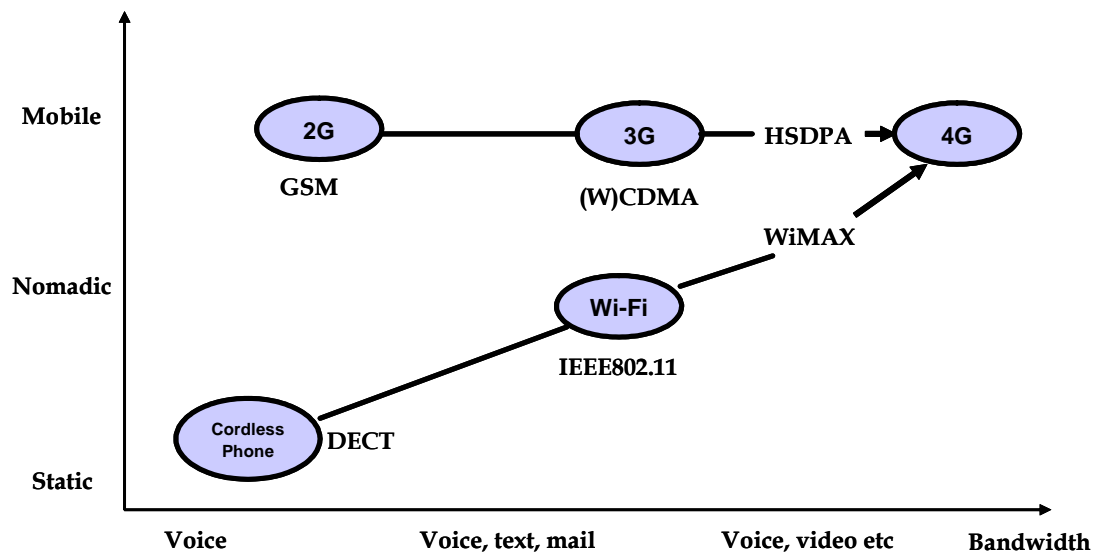 Mobile
2G
3G
HSDPA
4G
GSM
(W)CDMA
WiMAX
Nomadic
Wi-Fi
IEEE802.11
Cordless
Phone
DECT
Static
Voice
Voice, text, mail
Voice, video etc
Bandwidth